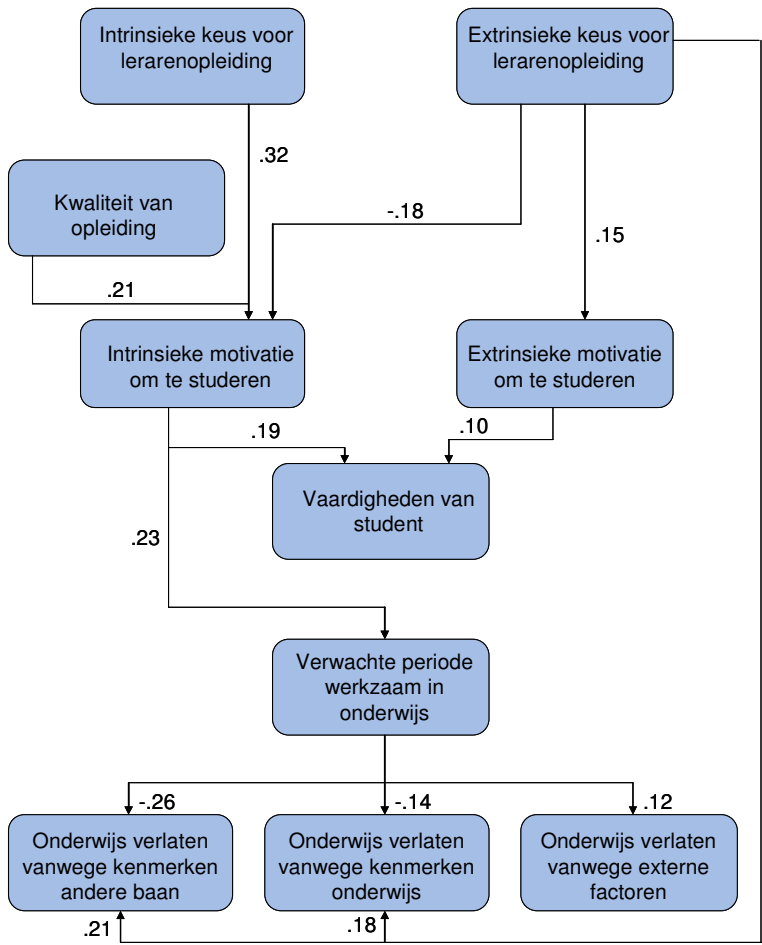 Intrinsieke keus voor
lerarenopleiding
Extrinsieke keus voor
lerarenopleiding
.32
Kwaliteit van
opleiding
-.18
.15
.21
Intrinsieke motivatie
om te studeren
Extrinsieke motivatie
om te studeren
.19
.10
Vaardigheden van
student
.23
Verwachte periode
werkzaam in
onderwijs
-.26
-.14
.12
Onderwijs verlaten
vanwege kenmerken
andere baan
Onderwijs verlaten
vanwege kenmerken
onderwijs
Onderwijs verlaten
vanwege externe
factoren
.21
.18